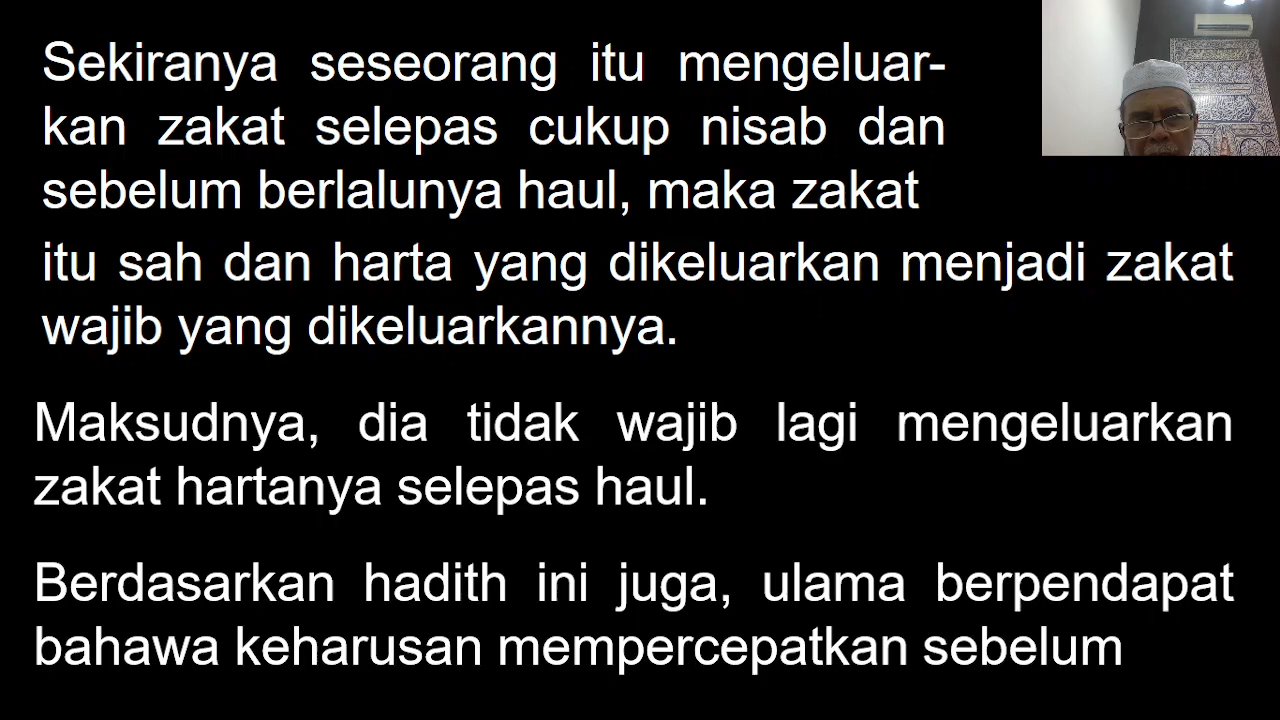 Sekiranya seseorang itu mengeluar-
kan zakat selepas cukup nisab dan
sebelum berlalunya haul, maka zakat
itu sah dan harta yang dikeluarkan menjadi zakat
wajib yang dikeluarkannya.
Maksudnya, dia tidak wajib lagi mengeluarkan
zakat hartanya selepas haul.
Berdasarkan hadith ini juga, ulama berpendapat
bahawa keharusan mempercepatkan sebelum